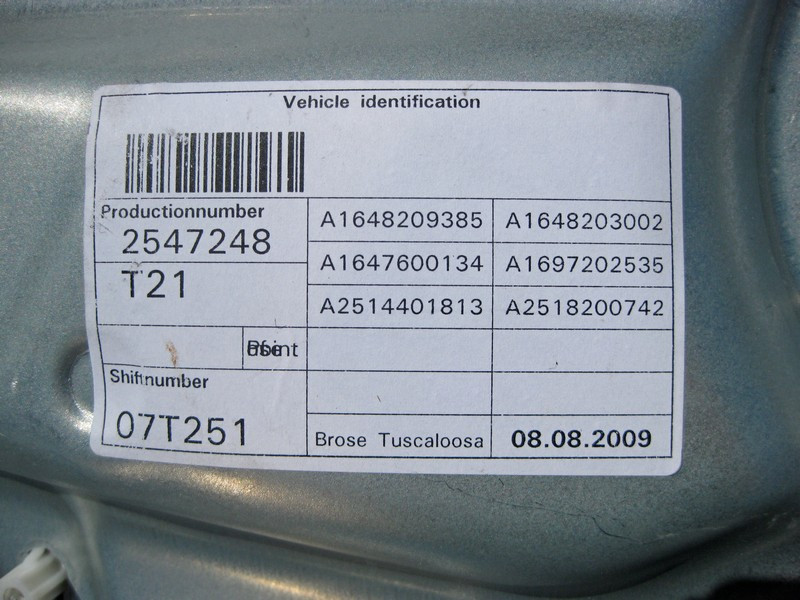 Vehicle identification
Productionnumber
2547248
T21
A1648209385 A1648203002
A1647600134 A1697202535
A2514401813 A2518200742
Shiftnumber
07T251
Brose Tuscaloosa 08.08.2009